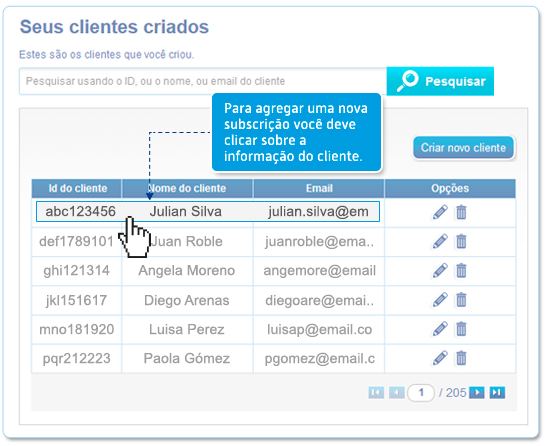 Seus clientes criados
Estes são os clientes que você criou.
Pesquisar usando o ID, ou o nome, ou email do cliente
Pesquisar
Para agregar uma nova
subscrição você deve
clicar sobre a
informação do cliente.
Criar novo cliente
Id do cliente Nome do cliente Email Opções
abc123456 Julian Silva julian.silva@em
def1789101 Juan Roble juanroble@ema..
ghi121314 Angela Moreno angemore@email
jkl151617 Diego Arenas diegoare@emai..
mno181920 Luisa Perez luisap@email.co
pqr212223 Paola Gómez pgomez@email.c
1 / 205